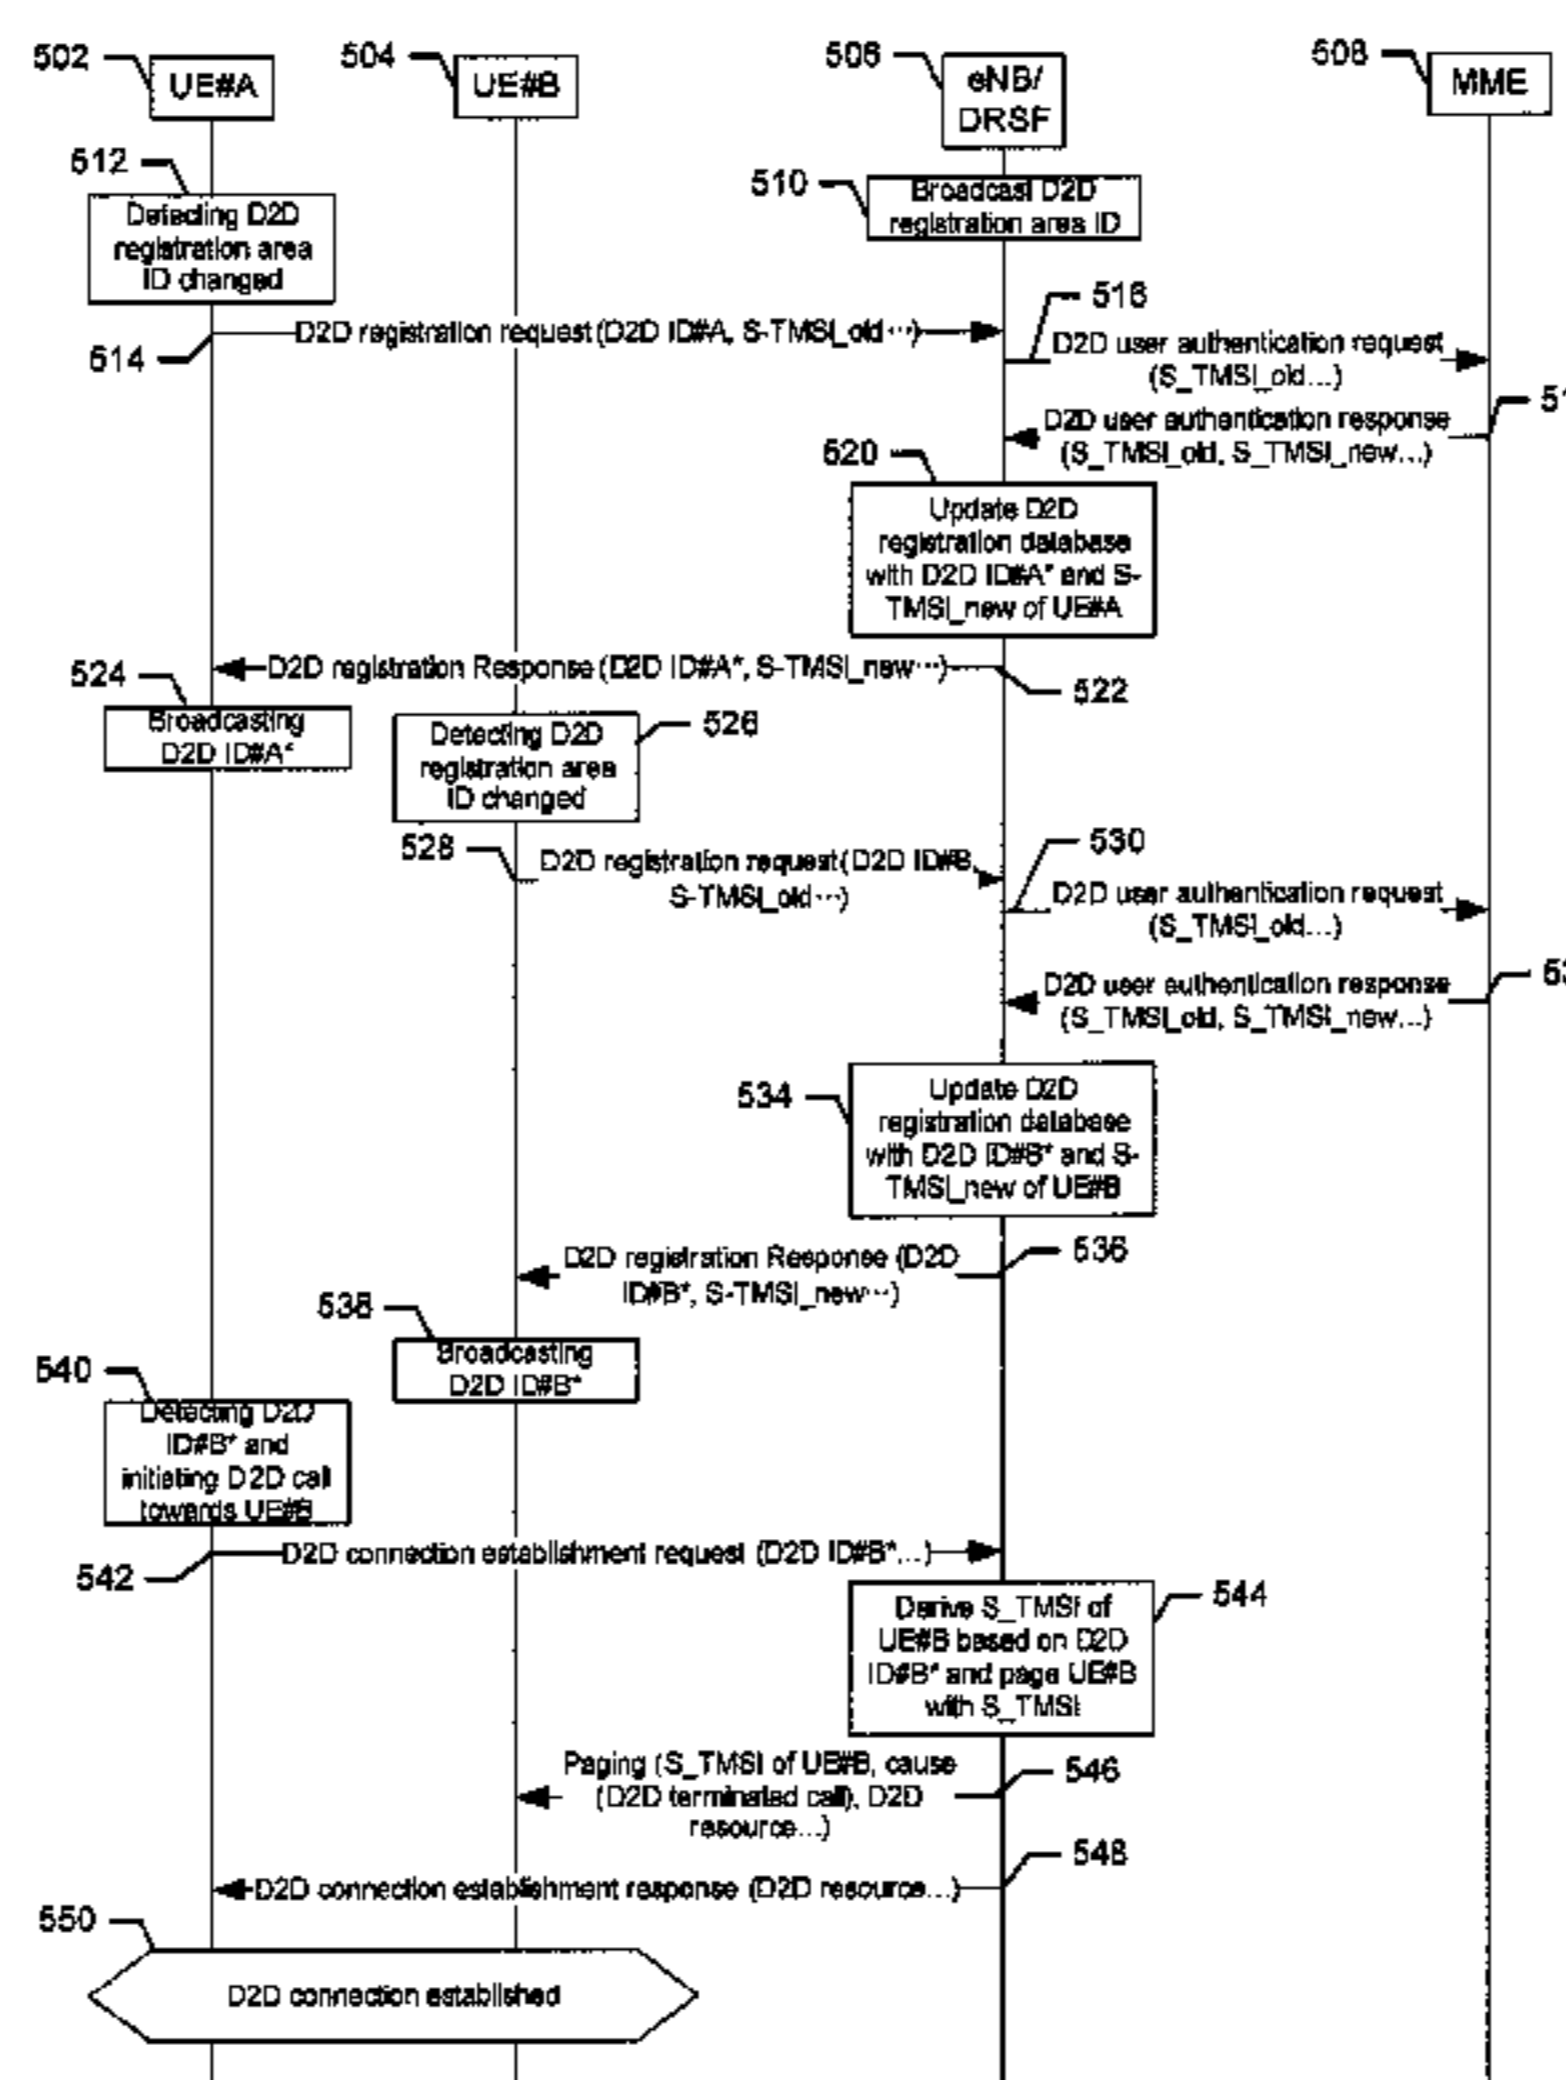 502
UE#A
504
UE#B
506
eNB/
DRSF
508
MME
512
Detecting D2D
registration area
ID changed
510
Broadcast D2D
registration area ID
514
D2D registration request (D2D ID#A, S-TMSI_old ...)
516
D2D user authentication request
(S_TMSI_old...)
D2D user authentication response
(S_TMSI_old, S_TMSI_new...)
520
Update D2D
registration database
with D2D ID#A* and S-
TMSI_new of UE#A
D2D registration Response (D2D ID#A*, S-TMSI_new ...)
522
524
Broadcasting
D2D ID#A*
526
Detecting D2D
registration area
ID changed
528
D2D registration request (D2D ID#B,
S-TMSI_old ...)
530
D2D user authentication request
(S_TMSI_old...)
D2D user authentication response
(S_TMSI_old, S_TMSI_new...)
534
Update D2D
registration database
with D2D ID#B* and S-
TMSI_new of UE#B
536
D2D registration Response (D2D
ID#B*, S-TMSI_new ...)
538
Broadcasting
D2D ID#B*
540
Detecting D2D
ID#B* and
initiating D2D call
towards UE#B
542
D2D connection establishment request (D2D ID#B*...)
544
Derive S_TMSI of
UE#B based on D2D
ID#B* and page UE#B
with S_TMSI
546
Paging (S_TMSI of UE#B, cause
(D2D terminated call), D2D
resource...)
548
D2D connection establishment response (D2D resource...)
550
D2D connection established